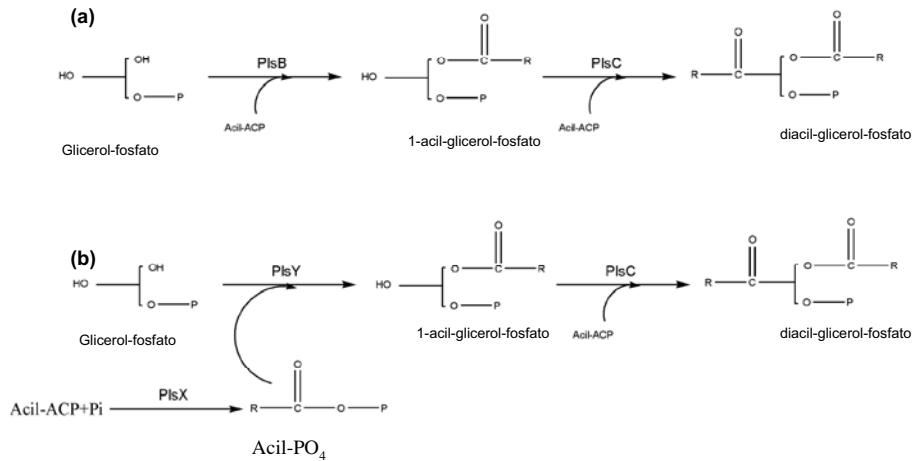 (a)
O
O
OH
PlsB
O
C
R
PlsC
O
C
R
HO
HO
R
C
O
P
Acil-ACP
O
P
Acil-ACP
O
P
Glicerol-fosfato
1-acil-glicerol-fosfato
diacil-glicerol-fosfato
(b)
O
O
O
OH
PlsY
O
C
R
PlsC
O
C
R
HO
HO
R
C
O
P
O
P
O
P
Glicerol-fosfato
1-acil-glicerol-fosfato
Acil-ACP
diacil-glicerol-fosfato
O
Acil-ACP+Pi
PlsX
R
C
O
P
Acil-PO4